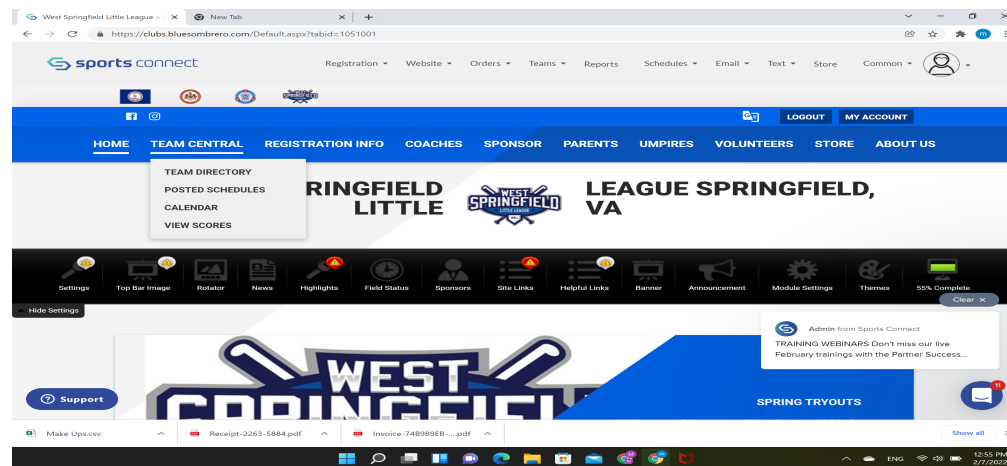 West Springfield Little League >
New Tab
https://clubs.bluesombrero.com/Default.aspx?tabid=1051001
m
sports connect
Registration
Website
Orders
Teams
Reports
Schedules
Email
Text
Store
Common
LOGOUT
MY ACCOUNT
HOME
TEAM CENTRAL
REGISTRATION INFO
COACHES
SPONSOR
PARENTS
UMPIRES
VOLUNTEERS
STORE
ABOUT US
TEAM DIRECTORY
POSTED SCHEDULES
CALENDAR
VIEW SCORES
RINGFIELD
LITTLE
WEST
SPRINGFIELD
LITTLE LEAGUE
LEAGUE SPRINGFIELD,
VA
Settings
Top Bar Image
Rotator
News
Highlights
Field Status
Sponsors
Site Links
Helpful Links
Banner
Announcement
Module Settings
Themes
55% Complete
Clear ×
Hide Settings
Admin from Sports Connect
TRAINING WEBINARS Don't miss our live
February trainings with the Partner Success...
WEST
SPRINGFIELD
SPRING TRYOUTS
Support
11
Make Ups.csv
Receipt-2263-5884.pdf
Invoice-74B989EB-....pdf
Show all
ENG
12:55 PM
2/7/2023